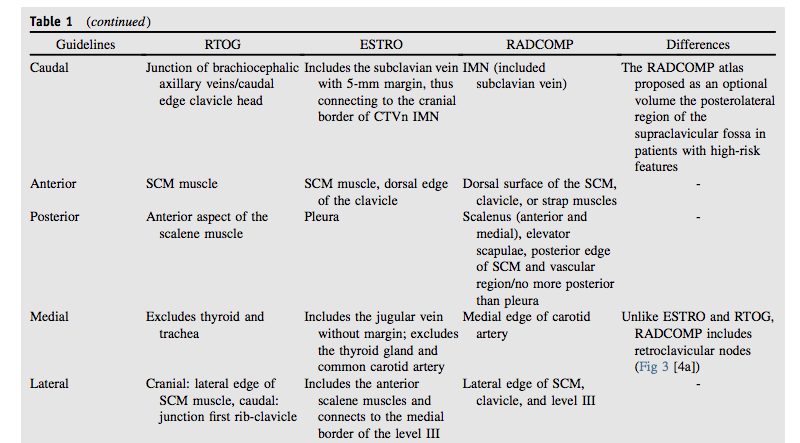 Table 1 (continued)
Guidelines RTOG ESTRO RADCOMP Differences
Caudal
Junction of brachiocephalic
axillary veins/caudal
edge clavicle head
Includes the subclavian vein
with 5-mm margin, thus
connecting to the cranial
border of CTVn IMN
IMN (included
subclavian vein)
The RADCOMP atlas
proposed as an optional
volume the posterolateral
region of the
supraclavicular fossa in
patients with high-risk
features
Anterior
SCM muscle
SCM muscle, dorsal edge
of the clavicle
Dorsal surface of the SCM,
clavicle, or strap muscles
-
Posterior
Anterior aspect of the
scalene muscle
Pleura
Scalenus (anterior and
medial), elevator
scapulae, posterior edge
of SCM and vascular
region/no more posterior
than pleura
-
Medial
Excludes thyroid and
trachea
Includes the jugular vein
without margin; excludes
the thyroid gland and
common carotid artery
Medial edge of carotid
artery
Unlike ESTRO and RTOG,
RADCOMP includes
retroclavicular nodes
(Fig 3 [4a])
Lateral
Cranial: lateral edge of
SCM muscle, caudal:
junction first rib-clavicle
Includes the anterior
scalene muscles and
connects to the medial
border of the level III
Lateral edge of SCM,
clavicle, and level III
-